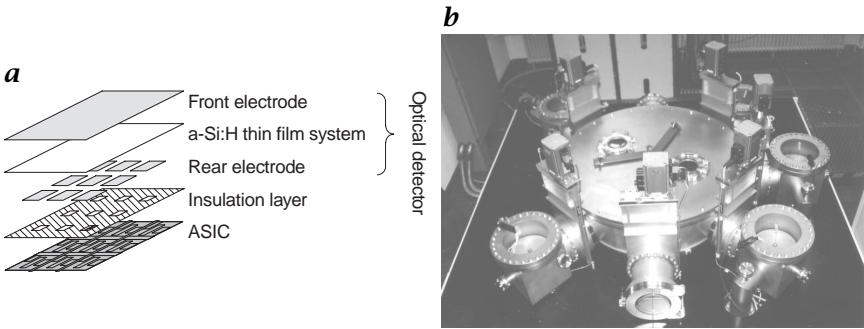 a
Front electrode
a-Si:H thin film system
Rear electrode
Insulation layer
ASIC
Optical detector
b